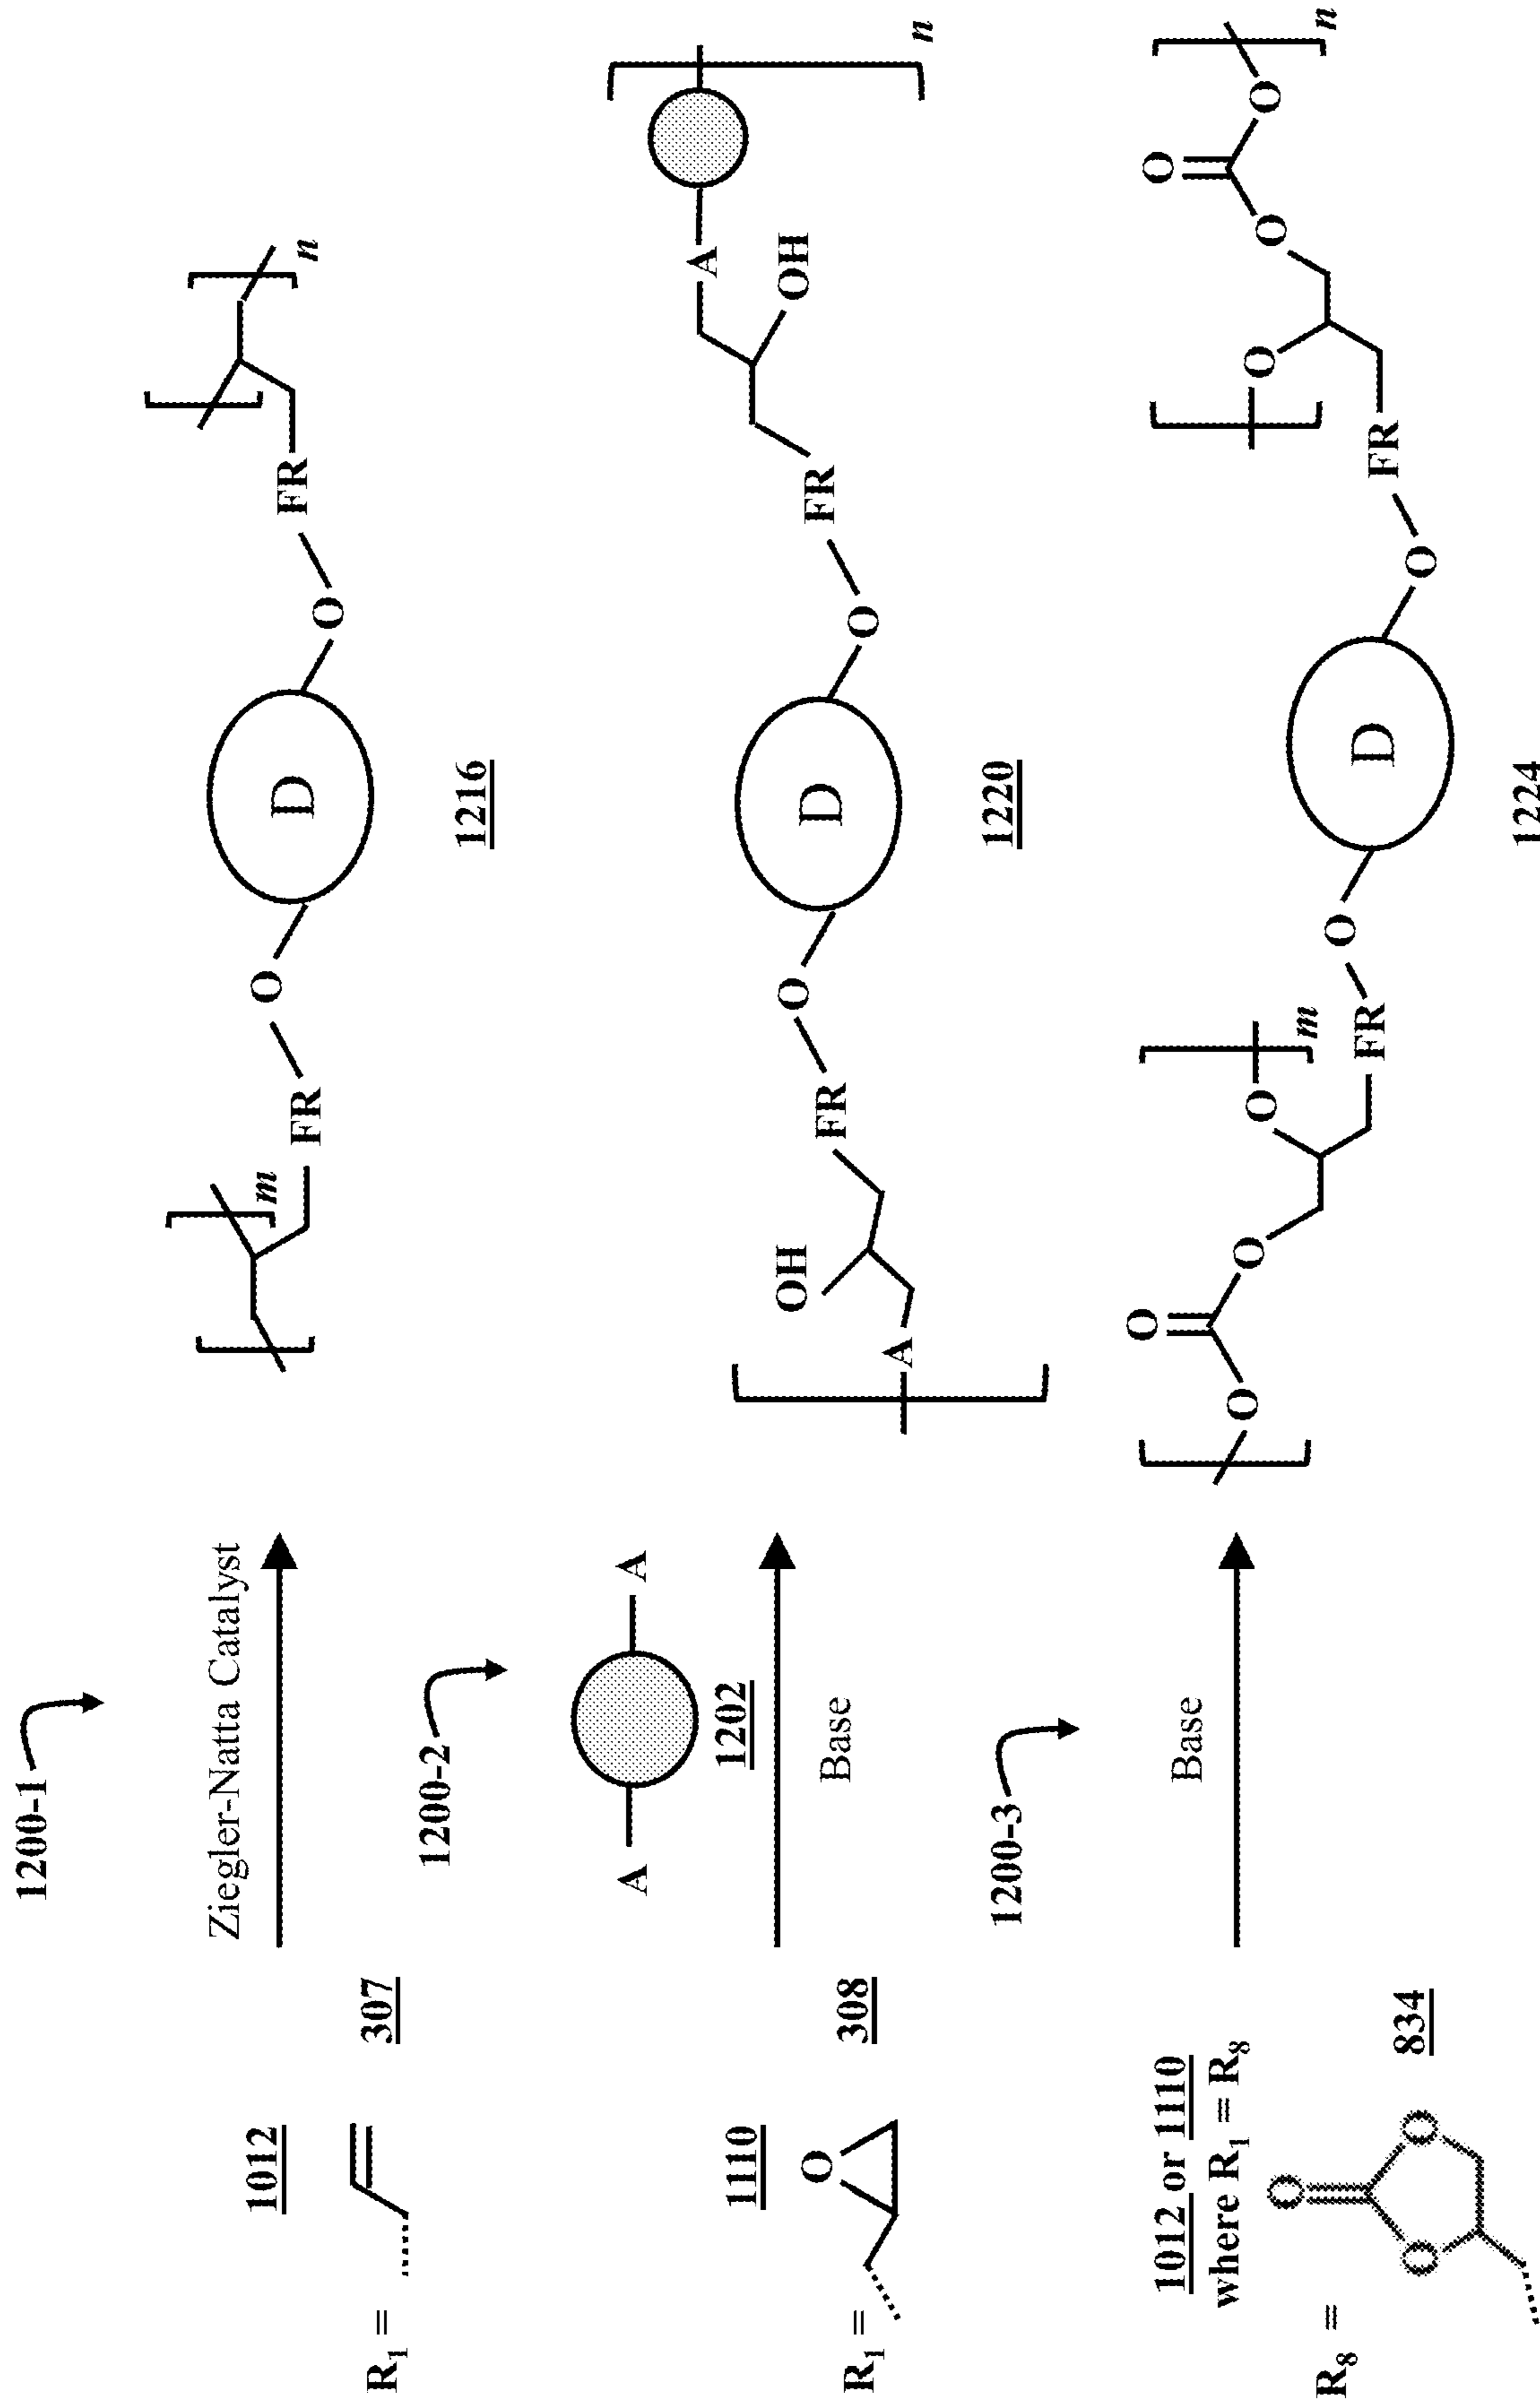 1200-1
1012
R₁ =
307
Ziegler-Natta Catalyst
m
FR
O
D
O
FR
n
1216
1200-2
1110
O
R₁ =
308
A
A
1202
Base
A
OH
FR
O
D
O
FR
OH
A
n
1220
1200-3
1012 or 1110
where R₁ = R₈
R₈ =
O
O
O
834
Base
O
O
O
O
m
FR
O
D
O
FR
O
O
O
O
n
1224